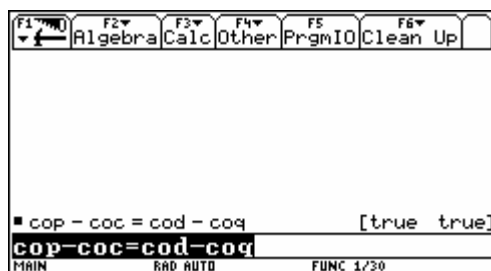 F1 F2 F3 F4 F5 F6
Algebra Calc Other PrgmIO Clean Up
cop - coc = cod - coq [true true]
cop-coc=cod-coq
MAIN RAD AUTO FUNC 1/30